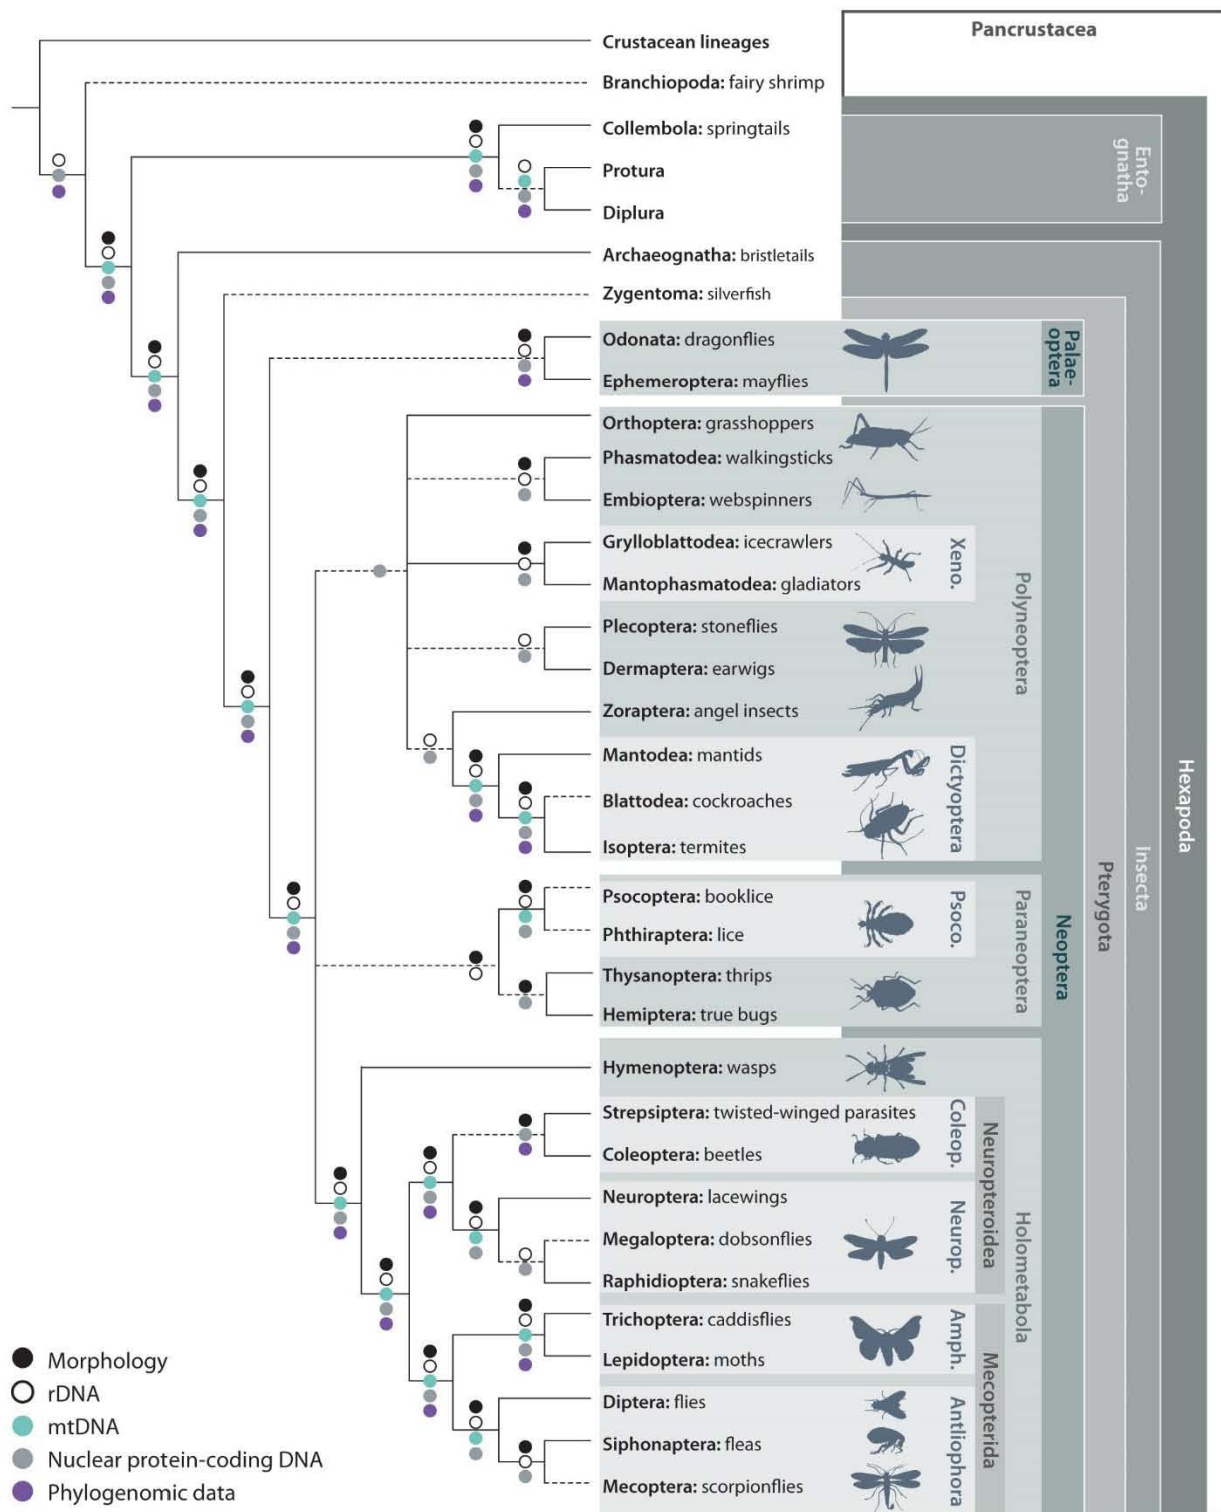 Pancrustacea
Crustacean lineages
Branchiopoda: fairy shrimp
Collembola: springtails
Protura
Diplura
Ento-
gnatha
Archaeognatha: bristletails
Zygentoma: silverfish
Odonata: dragonflies
Ephemeroptera: mayflies
Palae-
optera
Orthoptera: grasshoppers
Phasmatodea: walkingsticks
Embioptera: webspinners
Grylloblattodea: icecrawlers
Mantophasmatodea: gladiators
Xeno.
Plecoptera: stoneflies
Dermaptera: earwigs
Zoraptera: angel insects
Mantodea: mantids
Blattodea: cockroaches
Isoptera: termites
Dictyoptera
Polyneoptera
Psocoptera: booklice
Phthiraptera: lice
Psoco.
Thysanoptera: thrips
Hemiptera: true bugs
Paraneoptera
Neoptera
Pterygota
Insecta
Hexapoda
Hymenoptera: wasps
Strepsiptera: twisted-winged parasites
Coleoptera: beetles
Coleop.
Neuroptera: lacewings
Megaloptera: dobsonflies
Raphidioptera: snakeflies
Neurop.
Neuropteroidea
Holometabola
Trichoptera: caddisflies
Lepidoptera: moths
Amph.
Diptera: flies
Siphonaptera: fleas
Mecoptera: scorpionflies
Antliophora
Mecopterida
Morphology
rDNA
mtDNA
Nuclear protein-coding DNA
Phylogenomic data